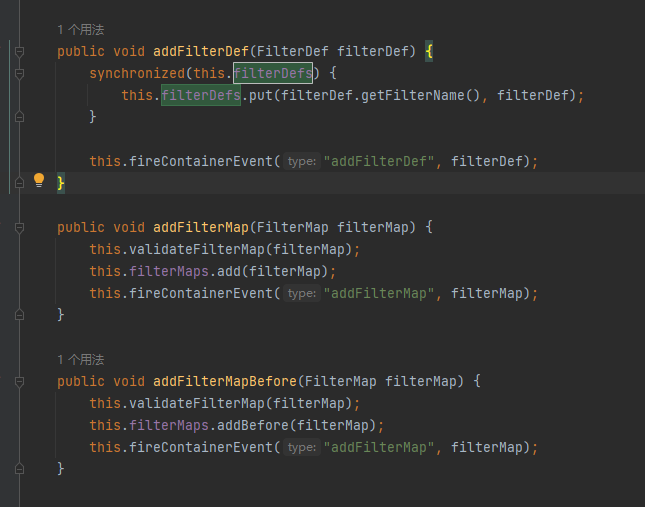 1 个用法
public void addFilterDef(FilterDef filterDef) {
synchronized(this.filterDefs) {
this.filterDefs.put(filterDef.getFilterName(), filterDef);
}
this.fireContainerEvent( type: "addFilterDef", filterDef);
}
public void addFilterMap(FilterMap filterMap) {
this.validateFilterMap(filterMap);
this.filterMaps.add(filterMap);
this.fireContainerEvent( type: "addFilterMap", filterMap);
}
1 个用法
public void addFilterMapBefore(FilterMap filterMap) {
this.validateFilterMap(filterMap);
this.filterMaps.addBefore(filterMap);
this.fireContainerEvent( type: "addFilterMap", filterMap);
}